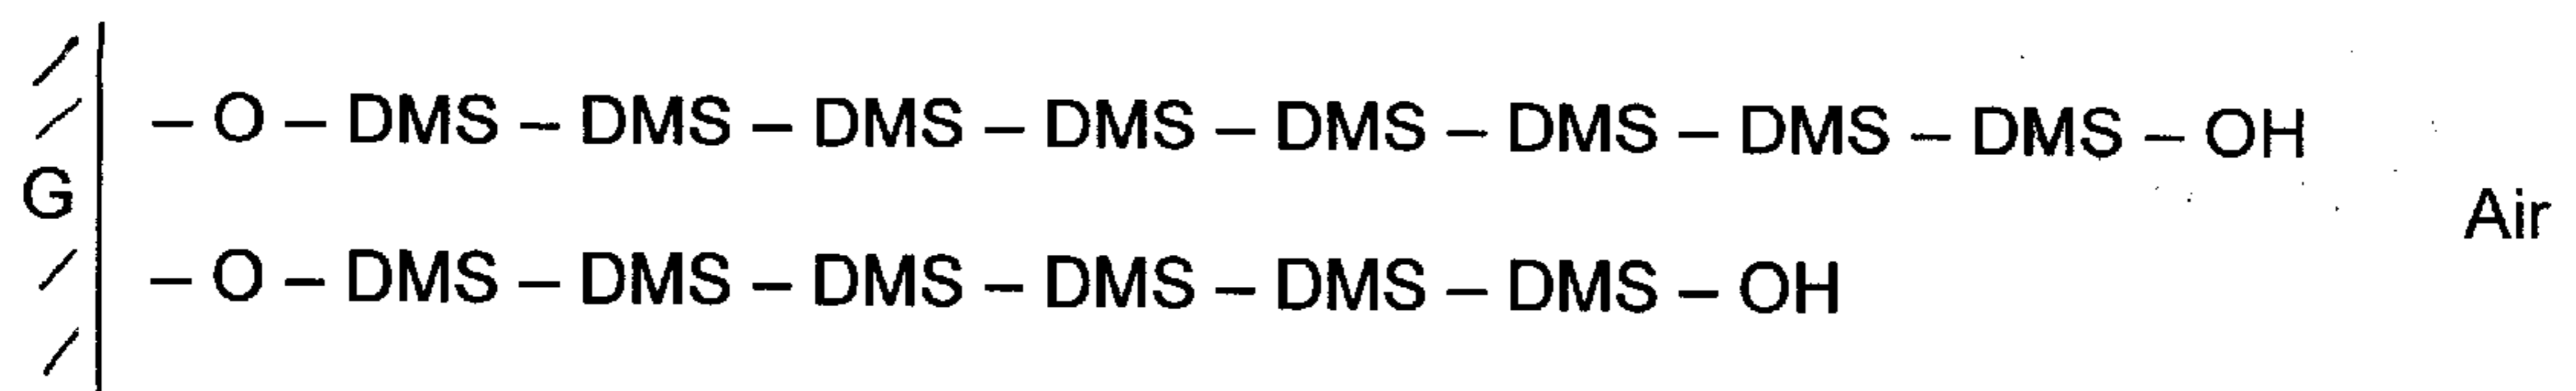 – O – DMS – DMS – DMS – DMS – DMS – DMS – DMS – DMS – OH
G
Air
– O – DMS – DMS – DMS – DMS – DMS – DMS – OH